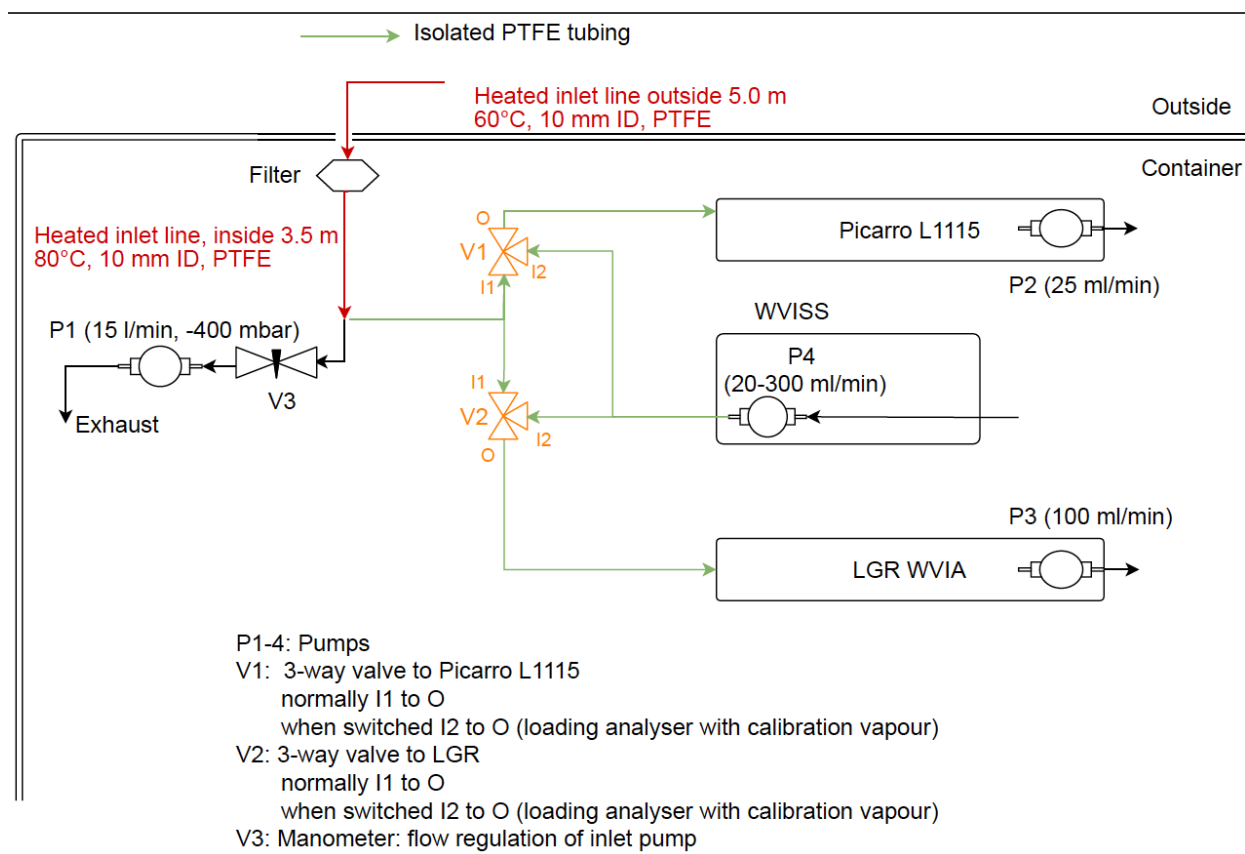 Isolated PTFE tubing
Heated inlet line outside 5.0 m
60°C, 10 mm ID, PTFE
Outside
Container
Filter
Heated inlet line, inside 3.5 m
80°C, 10 mm ID, PTFE
O
V1
I2
I1
Picarro L1115
P2 (25 ml/min)
P1 (15 l/min, -400 mbar)
V3
Exhaust
WVISS
P4
(20-300 ml/min)
I1
V2
I2
O
P3 (100 ml/min)
LGR WVIA
P1-4: Pumps
V1: 3-way valve to Picarro L1115
normally I1 to O
when switched I2 to O (loading analyser with calibration vapour)
V2: 3-way valve to LGR
normally I1 to O
when switched I2 to O (loading analyser with calibration vapour)
V3: Manometer: flow regulation of inlet pump